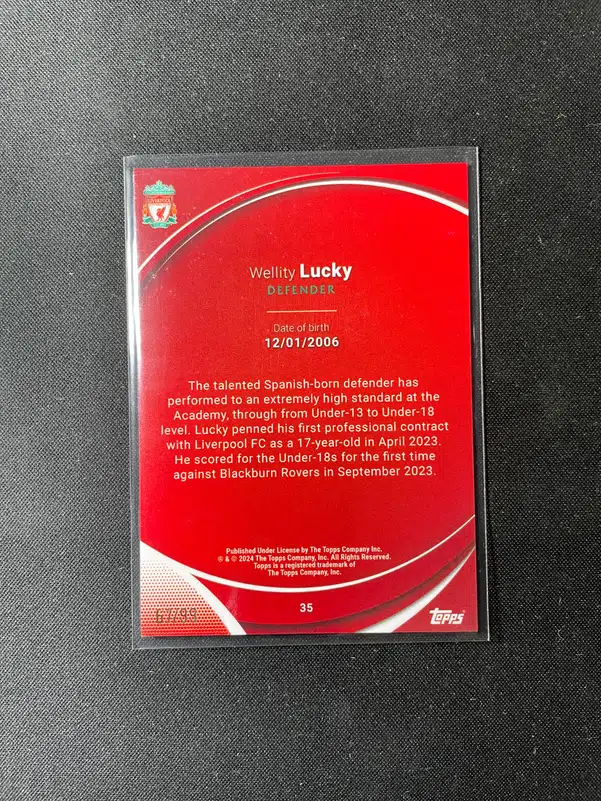 LIVERPOOL
Wellity Lucky
DEFENDER
Date of birth
12/01/2006
The talented Spanish-born defender has
performed to an extremely high standard at the
Academy, through from Under-13 to Under-18
level. Lucky penned his first professional contract
with Liverpool FC as a 17-year-old in April 2023.
He scored for the Under-18s for the first time
against Blackburn Rovers in September 2023.
Published Under License by The Topps Company Inc.
® & © 2024 The Topps Company, Inc. All Rights Reserved.
Topps is a registered trademark of
The Topps Company, Inc.
35
topps